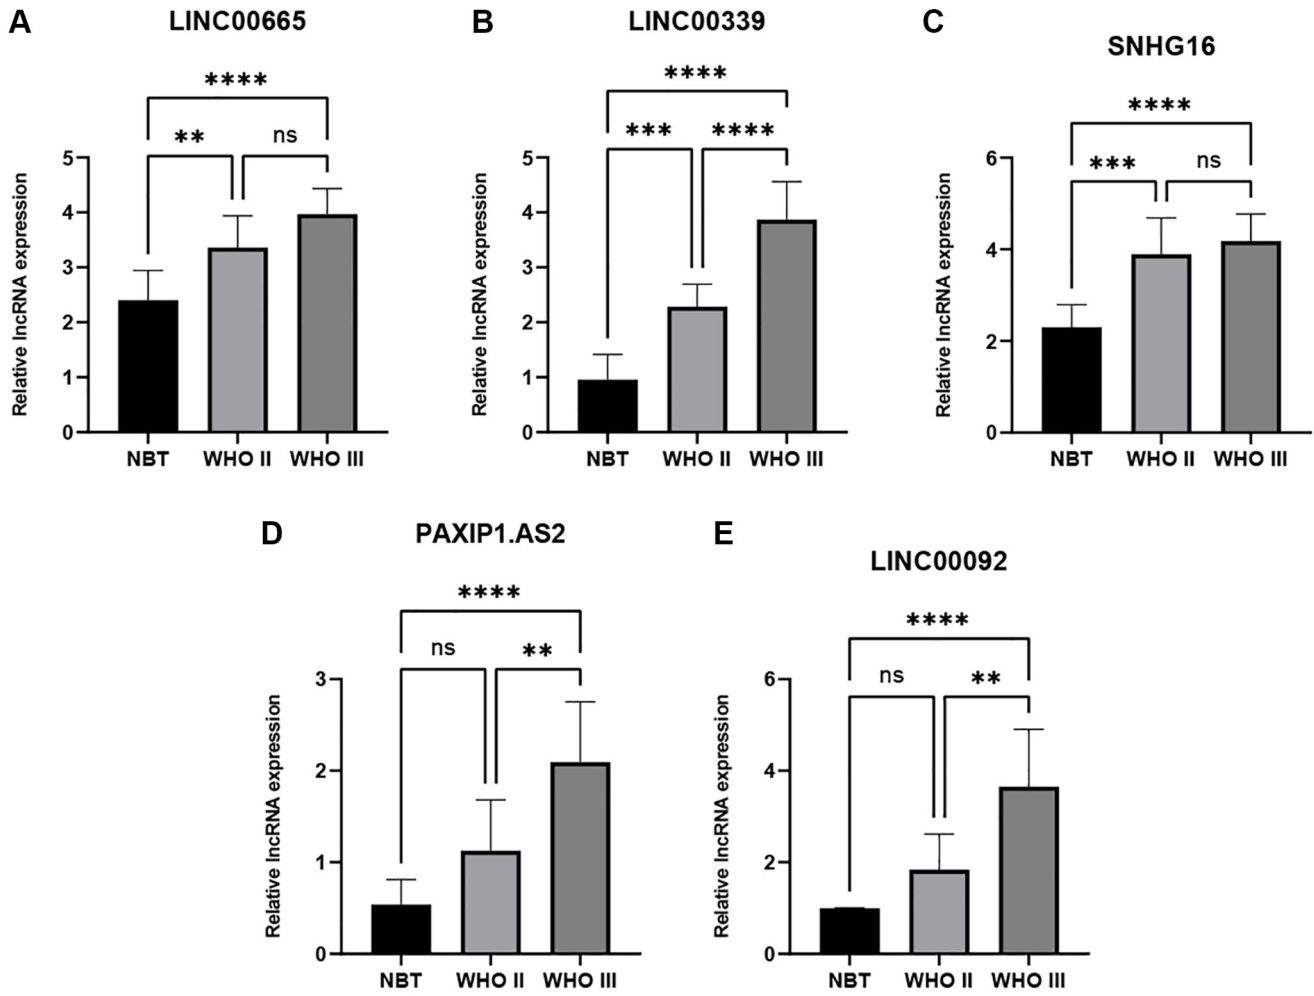 A
LINC00665
****
**
ns
Relative lncRNA expression
5
4
3
2
1
0
NBT
WHO II
WHO III
B
LINC00339
****
***
****
Relative lncRNA expression
5
4
3
2
1
0
NBT
WHO II
WHO III
C
SNHG16
****
***
ns
Relative lncRNA expression
6
4
2
0
NBT
WHO II
WHO III
D
PAXIP1.AS2
****
ns
**
Relative lncRNA expression
3
2
1
0
NBT
WHO II
WHO III
E
LINC00092
****
ns
**
Relative lncRNA expression
6
4
2
0
NBT
WHO II
WHO III